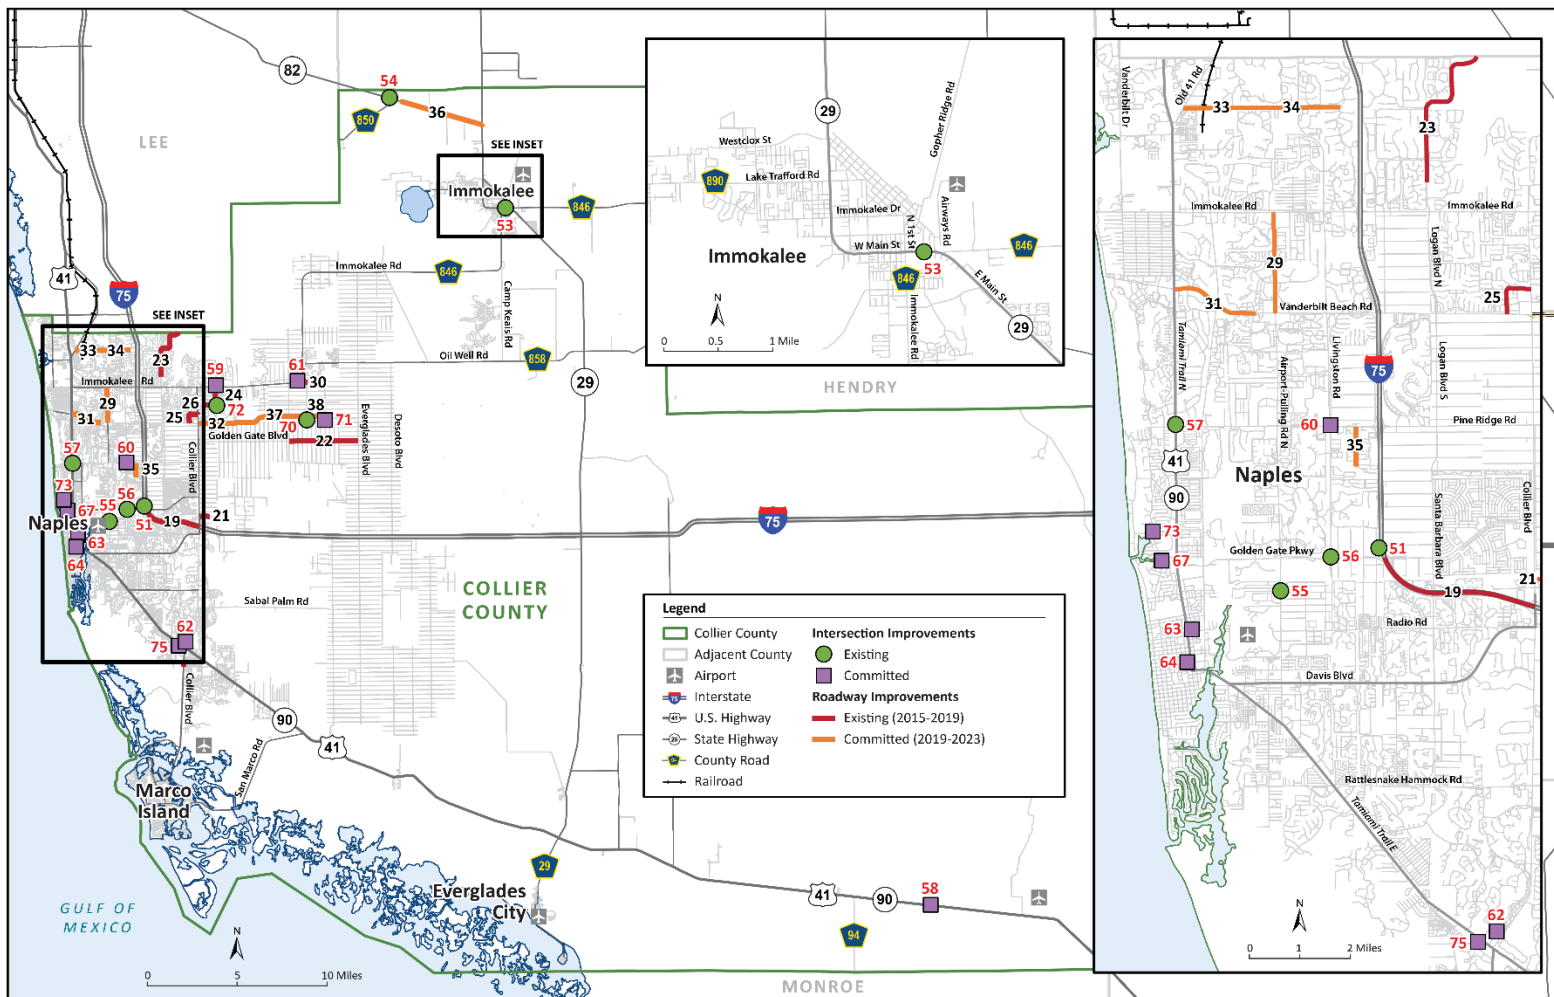 82
54
850
36
LEE
SEE INSET
Immokalee
846
53
Immokalee Rd
846
Camp Keais Rd
41
75
SEE INSET
33
34
23
Oil Well Rd
858
29
59
61
30
Immokalee Rd
29
31
24
26
25
72
32
37
38
70
71
Golden Gate Blvd
22
Everglades Blvd
Desoto Blvd
57
60
35
Collier Blvd
73
67
55
56
51
19
21
Naples
63
64
75
COLLIER
COUNTY
Sabal Palm Rd
62
75
Collier Blvd
90
41
San Marco Rd
Marco
Island
29
Everglades
City
41
90
58
94
GULF OF
MEXICO
N
0
5
10 Miles
MONROE
HENDRY
29
Gopher Ridge Rd
Westclox St
890
Lake Trafford Rd
Immokalee Dr
N 1st St
Airways Rd
W Main St
846
Immokalee
53
846
E Main St
Immokalee Rd
29
N
0
0.5
1 Mile
Legend
Collier County
Adjacent County
Airport
75
Interstate
41
U.S. Highway
29
State Highway
County Road
Railroad
Intersection Improvements
Existing
Committed
Roadway Improvements
Existing (2015-2019)
Committed (2019-2023)
Vanderbilt Dr
Old 41 Rd
33
34
23
Immokalee Rd
Immokalee Rd
Logan Blvd N
29
31
25
Vanderbilt Beach Rd
Tamiami Trail N
Airport-Pulling Rd N
Livingston Rd
75
Logan Blvd S
57
60
Pine Ridge Rd
35
41
Naples
90
Santa Barbara Blvd
Collier Blvd
73
67
Golden Gate Pkwy
56
51
55
19
21
63
Radio Rd
64
Davis Blvd
Rattlesnake Hammock Rd
Tamiami Trail E
62
75
N
0
1
2 Miles